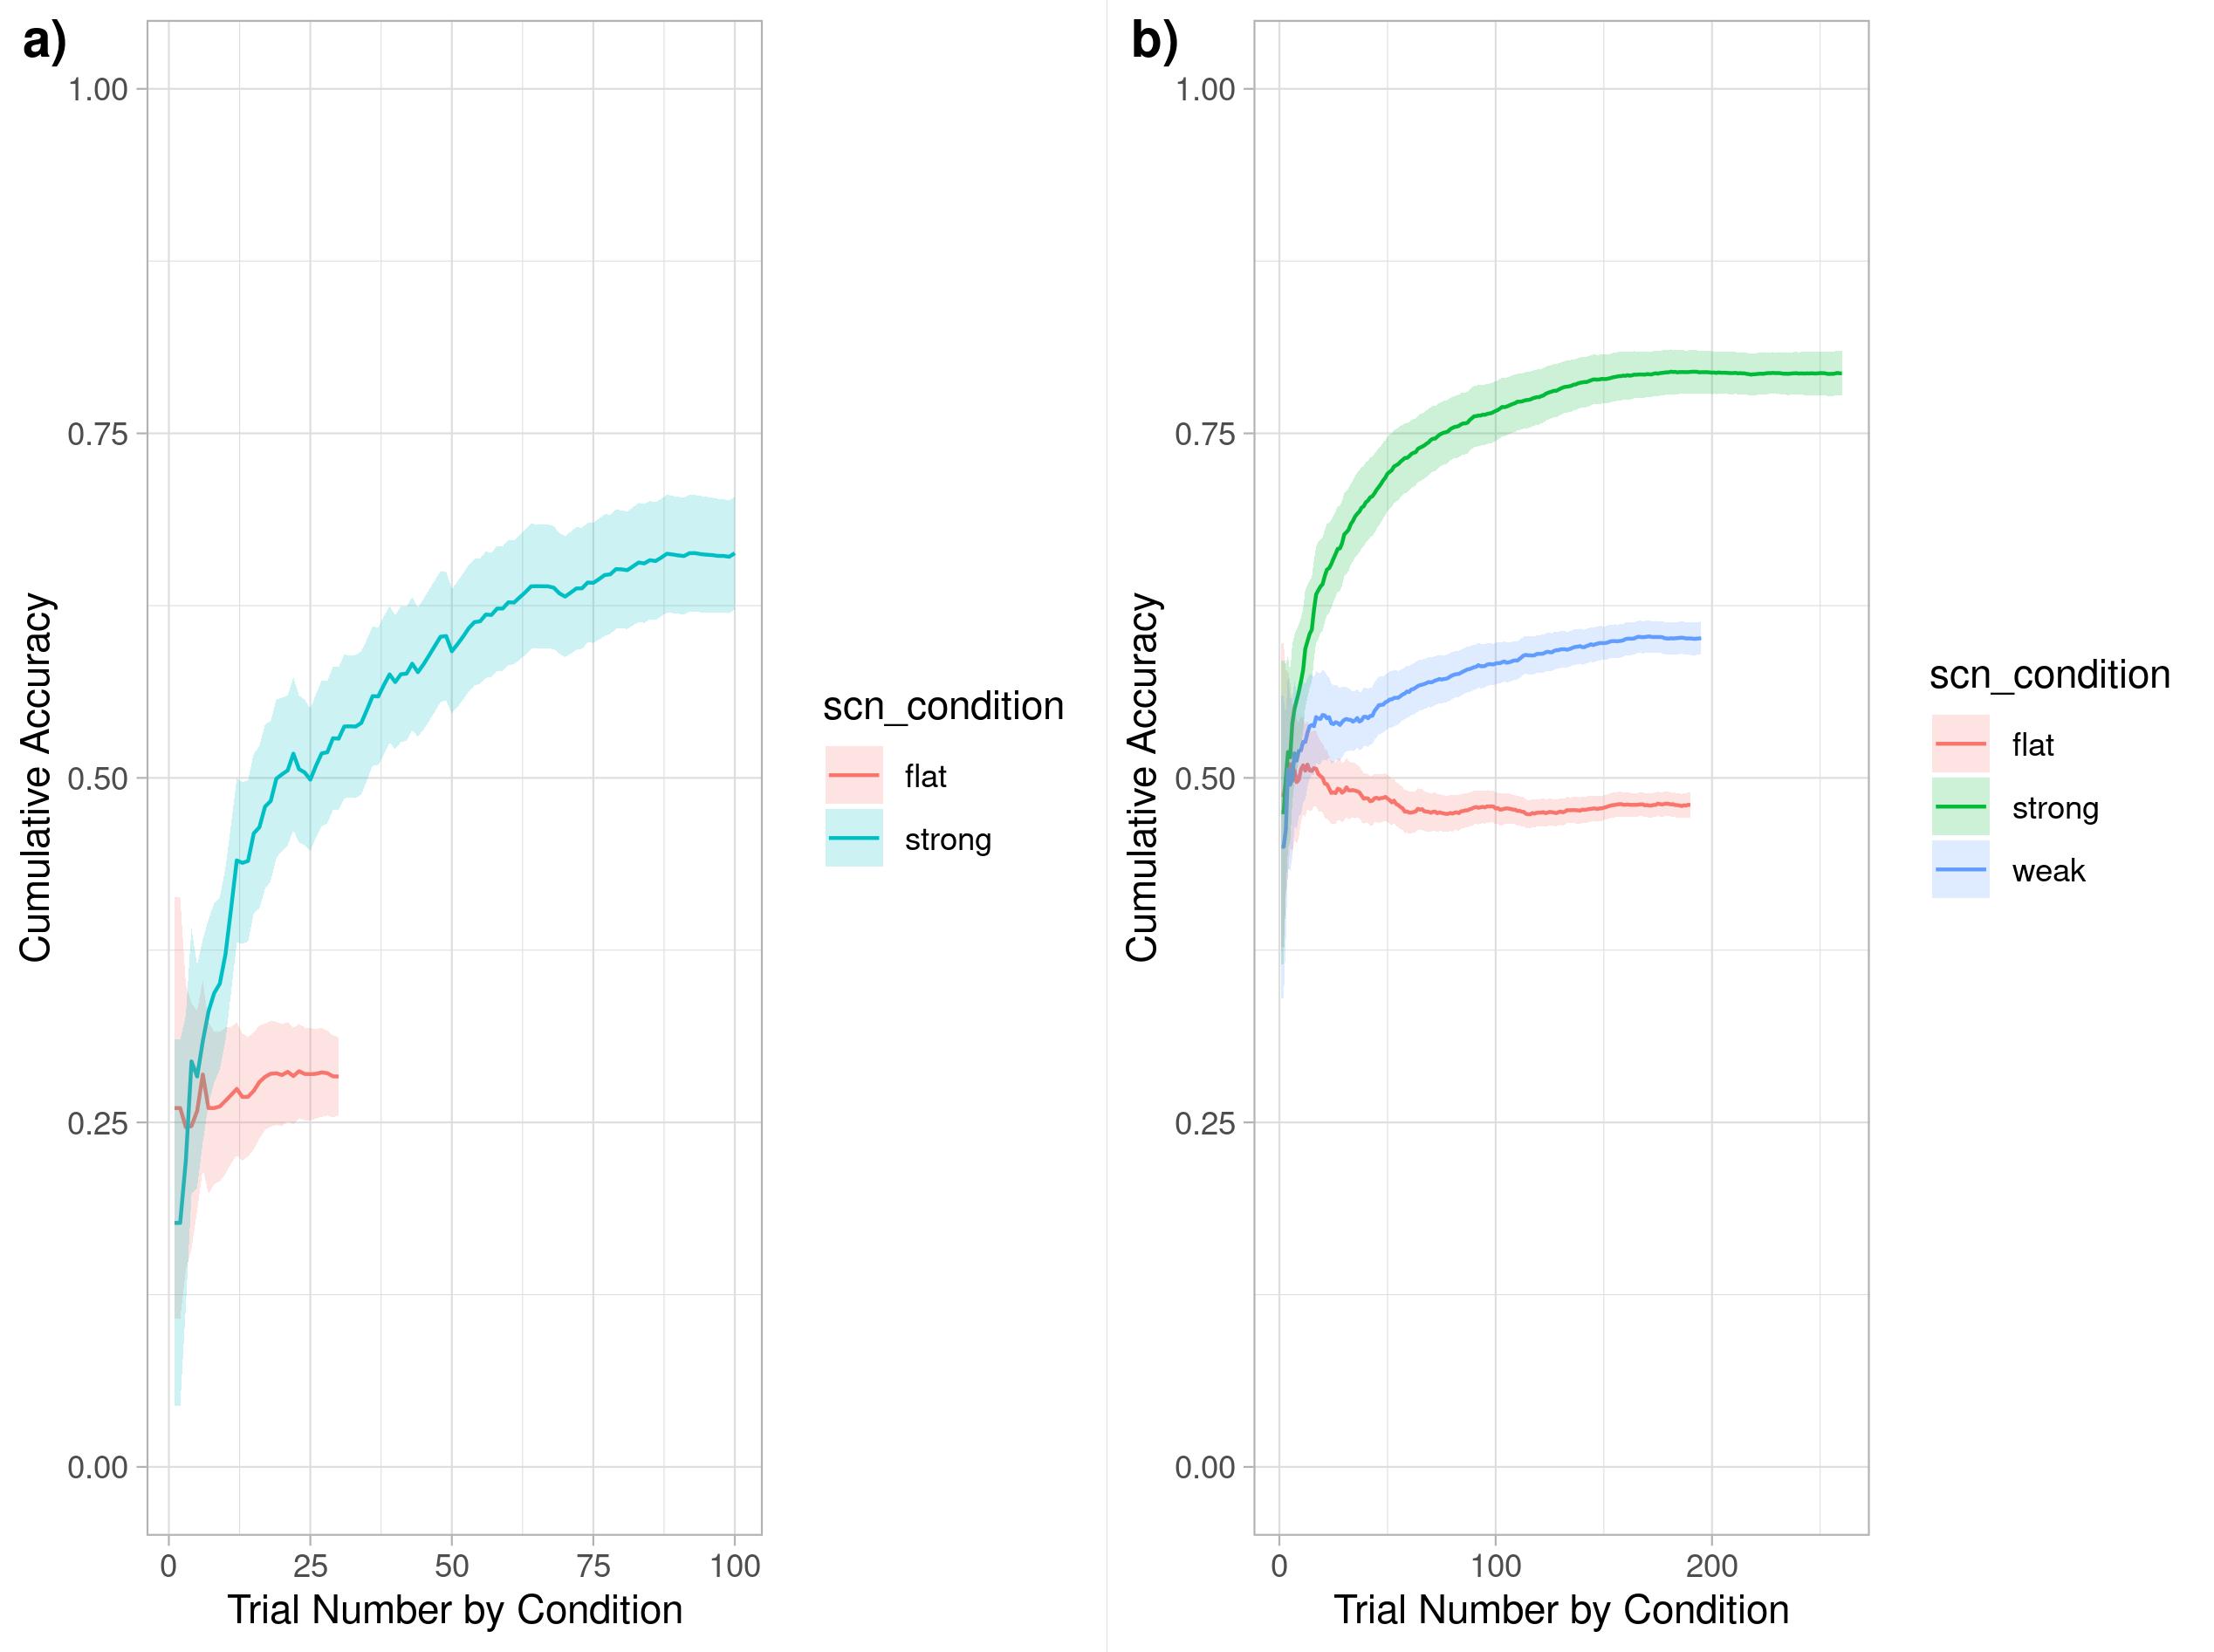 a)
1.00
0.75
0.50
0.25
0.00
Cumulative Accuracy
0 25 50 75 100
Trial Number by Condition
scn_condition
flat
strong
b)
1.00
0.75
0.50
0.25
0.00
Cumulative Accuracy
0 100 200
Trial Number by Condition
scn_condition
flat
strong
weak